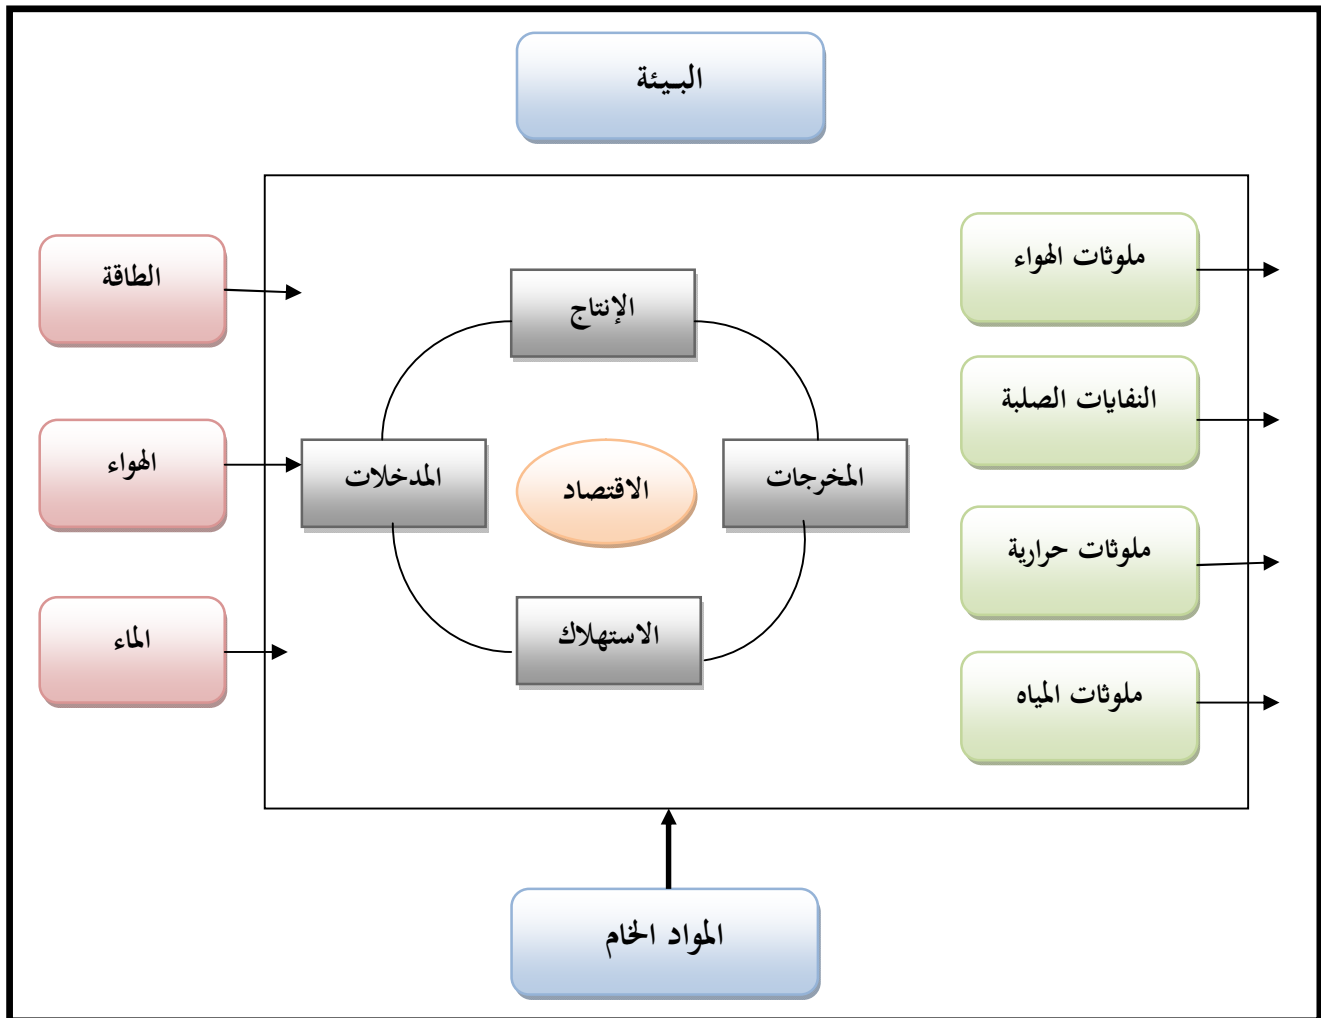 البيئة
ملوثات الهواء
الطاقة
الإنتاج
النفايات الصلبة
الهواء
المدخلات
الاقتصاد
المخرجات
ملوثات حرارية
الماء
الاستهلاك
ملوثات المياه
المواد الخام